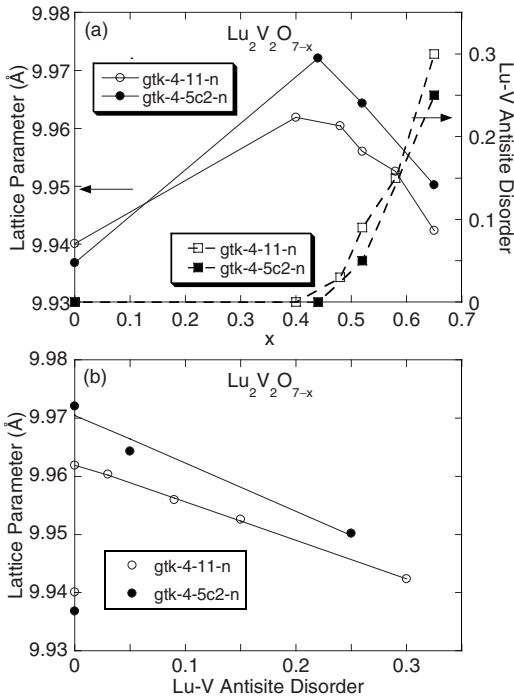 9.98
(a)
Lu2V2O7-x
9.97
gtk-4-11-n
gtk-4-5c2-n
0.3
9.96
0.2
9.95
0.1
9.94
gtk-4-11-n
gtk-4-5c2-n
9.93
0
Lattice Parameter (Å)
Lu-V Antisite Disorder
0 0.1 0.2 0.3 0.4 0.5 0.6 0.7
x
9.98
(b)
Lu2V2O7-x
9.97
9.96
9.95
9.94
gtk-4-11-n
gtk-4-5c2-n
9.93
Lattice Parameter (Å)
0 0.1 0.2 0.3
Lu-V Antisite Disorder